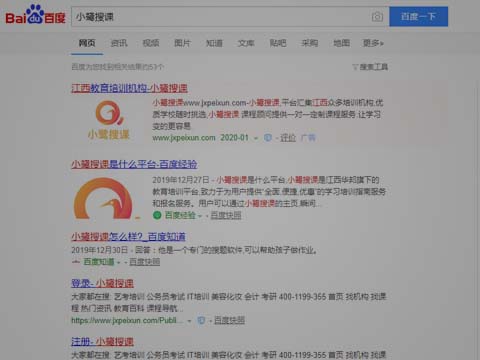 Bai du 百度
小鹭搜课
百度一下
网页 资讯 视频 图片 知道 文库 贴吧 采购 地图 更多»
百度为您找到相关结果约53个
搜索工具
江西教育培训机构-小鹭搜课
小鹭搜课www.jxpeixun.com-小鹭搜课,平台汇集江西众多培训机构,优
质学校随时挑选,小鹭搜课 课程顾问提供一对一定制课程服务,让学习
变的更容易.
www.jxpeixun.com 2020-01 - 评价 广告
小鹭搜课
小鹭搜课是什么平台-百度经验
2019年12月27日 - 小鹭搜课是什么平台,小鹭搜课是江西华邦旗下的
教育培训平台,致力于为用户提供"全面,便捷,优惠"的学习培训指南服务
和报名服务。用户可以通过小鹭搜课的主页,瞬间...
百度经验 - 百度快照
小鹭搜课怎么样?_百度知道
2019年12月30日 - 回答：他是一个专门的搜题软件,可以帮助孩子做作业。
百度知道 - 百度快照
登录- 小鹭搜课
大家都在搜: 艺考培训 公务员考试 IT培训 美容化妆 会计 考研 400-1199-355 首页 找机构 找课
程 热门资讯 教育百科 课程导航...
https://www.jxpeixun.com/Publi... - 百度快照
注册- 小鹭搜课
大家都在搜: 艺考培训 公务员考试 IT培训 美容化妆 会计 考研 400-1199-355 首页 找机构 找课